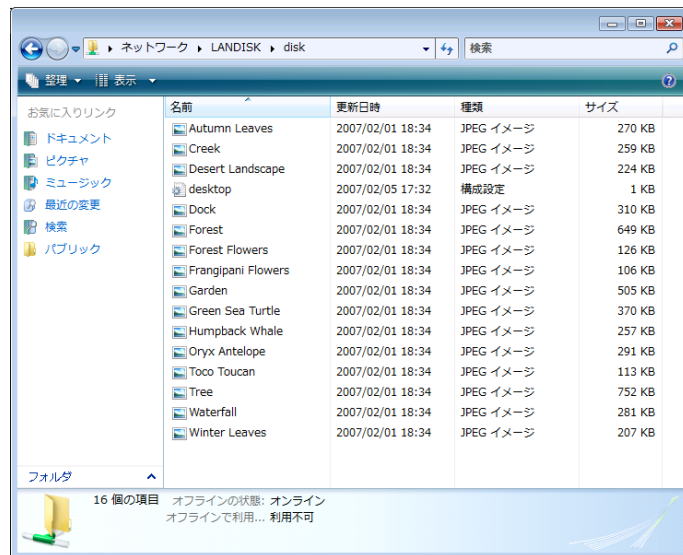 ネットワーク ▸ LANDISK ▸ disk
検索
整理 表示
お気に入りリンク
ドキュメント
ピクチャ
ミュージック
最近の変更
検索
パブリック
フォルダ
名前 更新日時 種類 サイズ
Autumn Leaves 2007/02/01 18:34 JPEG イメージ 270 KB
Creek 2007/02/01 18:34 JPEG イメージ 259 KB
Desert Landscape 2007/02/01 18:34 JPEG イメージ 224 KB
desktop 2007/02/05 17:32 構成設定 1 KB
Dock 2007/02/01 18:34 JPEG イメージ 310 KB
Forest 2007/02/01 18:34 JPEG イメージ 649 KB
Forest Flowers 2007/02/01 18:34 JPEG イメージ 126 KB
Frangipani Flowers 2007/02/01 18:34 JPEG イメージ 106 KB
Garden 2007/02/01 18:34 JPEG イメージ 505 KB
Green Sea Turtle 2007/02/01 18:34 JPEG イメージ 370 KB
Humpback Whale 2007/02/01 18:34 JPEG イメージ 257 KB
Oryx Antelope 2007/02/01 18:34 JPEG イメージ 291 KB
Toco Toucan 2007/02/01 18:34 JPEG イメージ 113 KB
Tree 2007/02/01 18:34 JPEG イメージ 752 KB
Waterfall 2007/02/01 18:34 JPEG イメージ 281 KB
Winter Leaves 2007/02/01 18:34 JPEG イメージ 207 KB
16 個の項目 オフラインの状態: オンライン
オフラインで利用... 利用不可